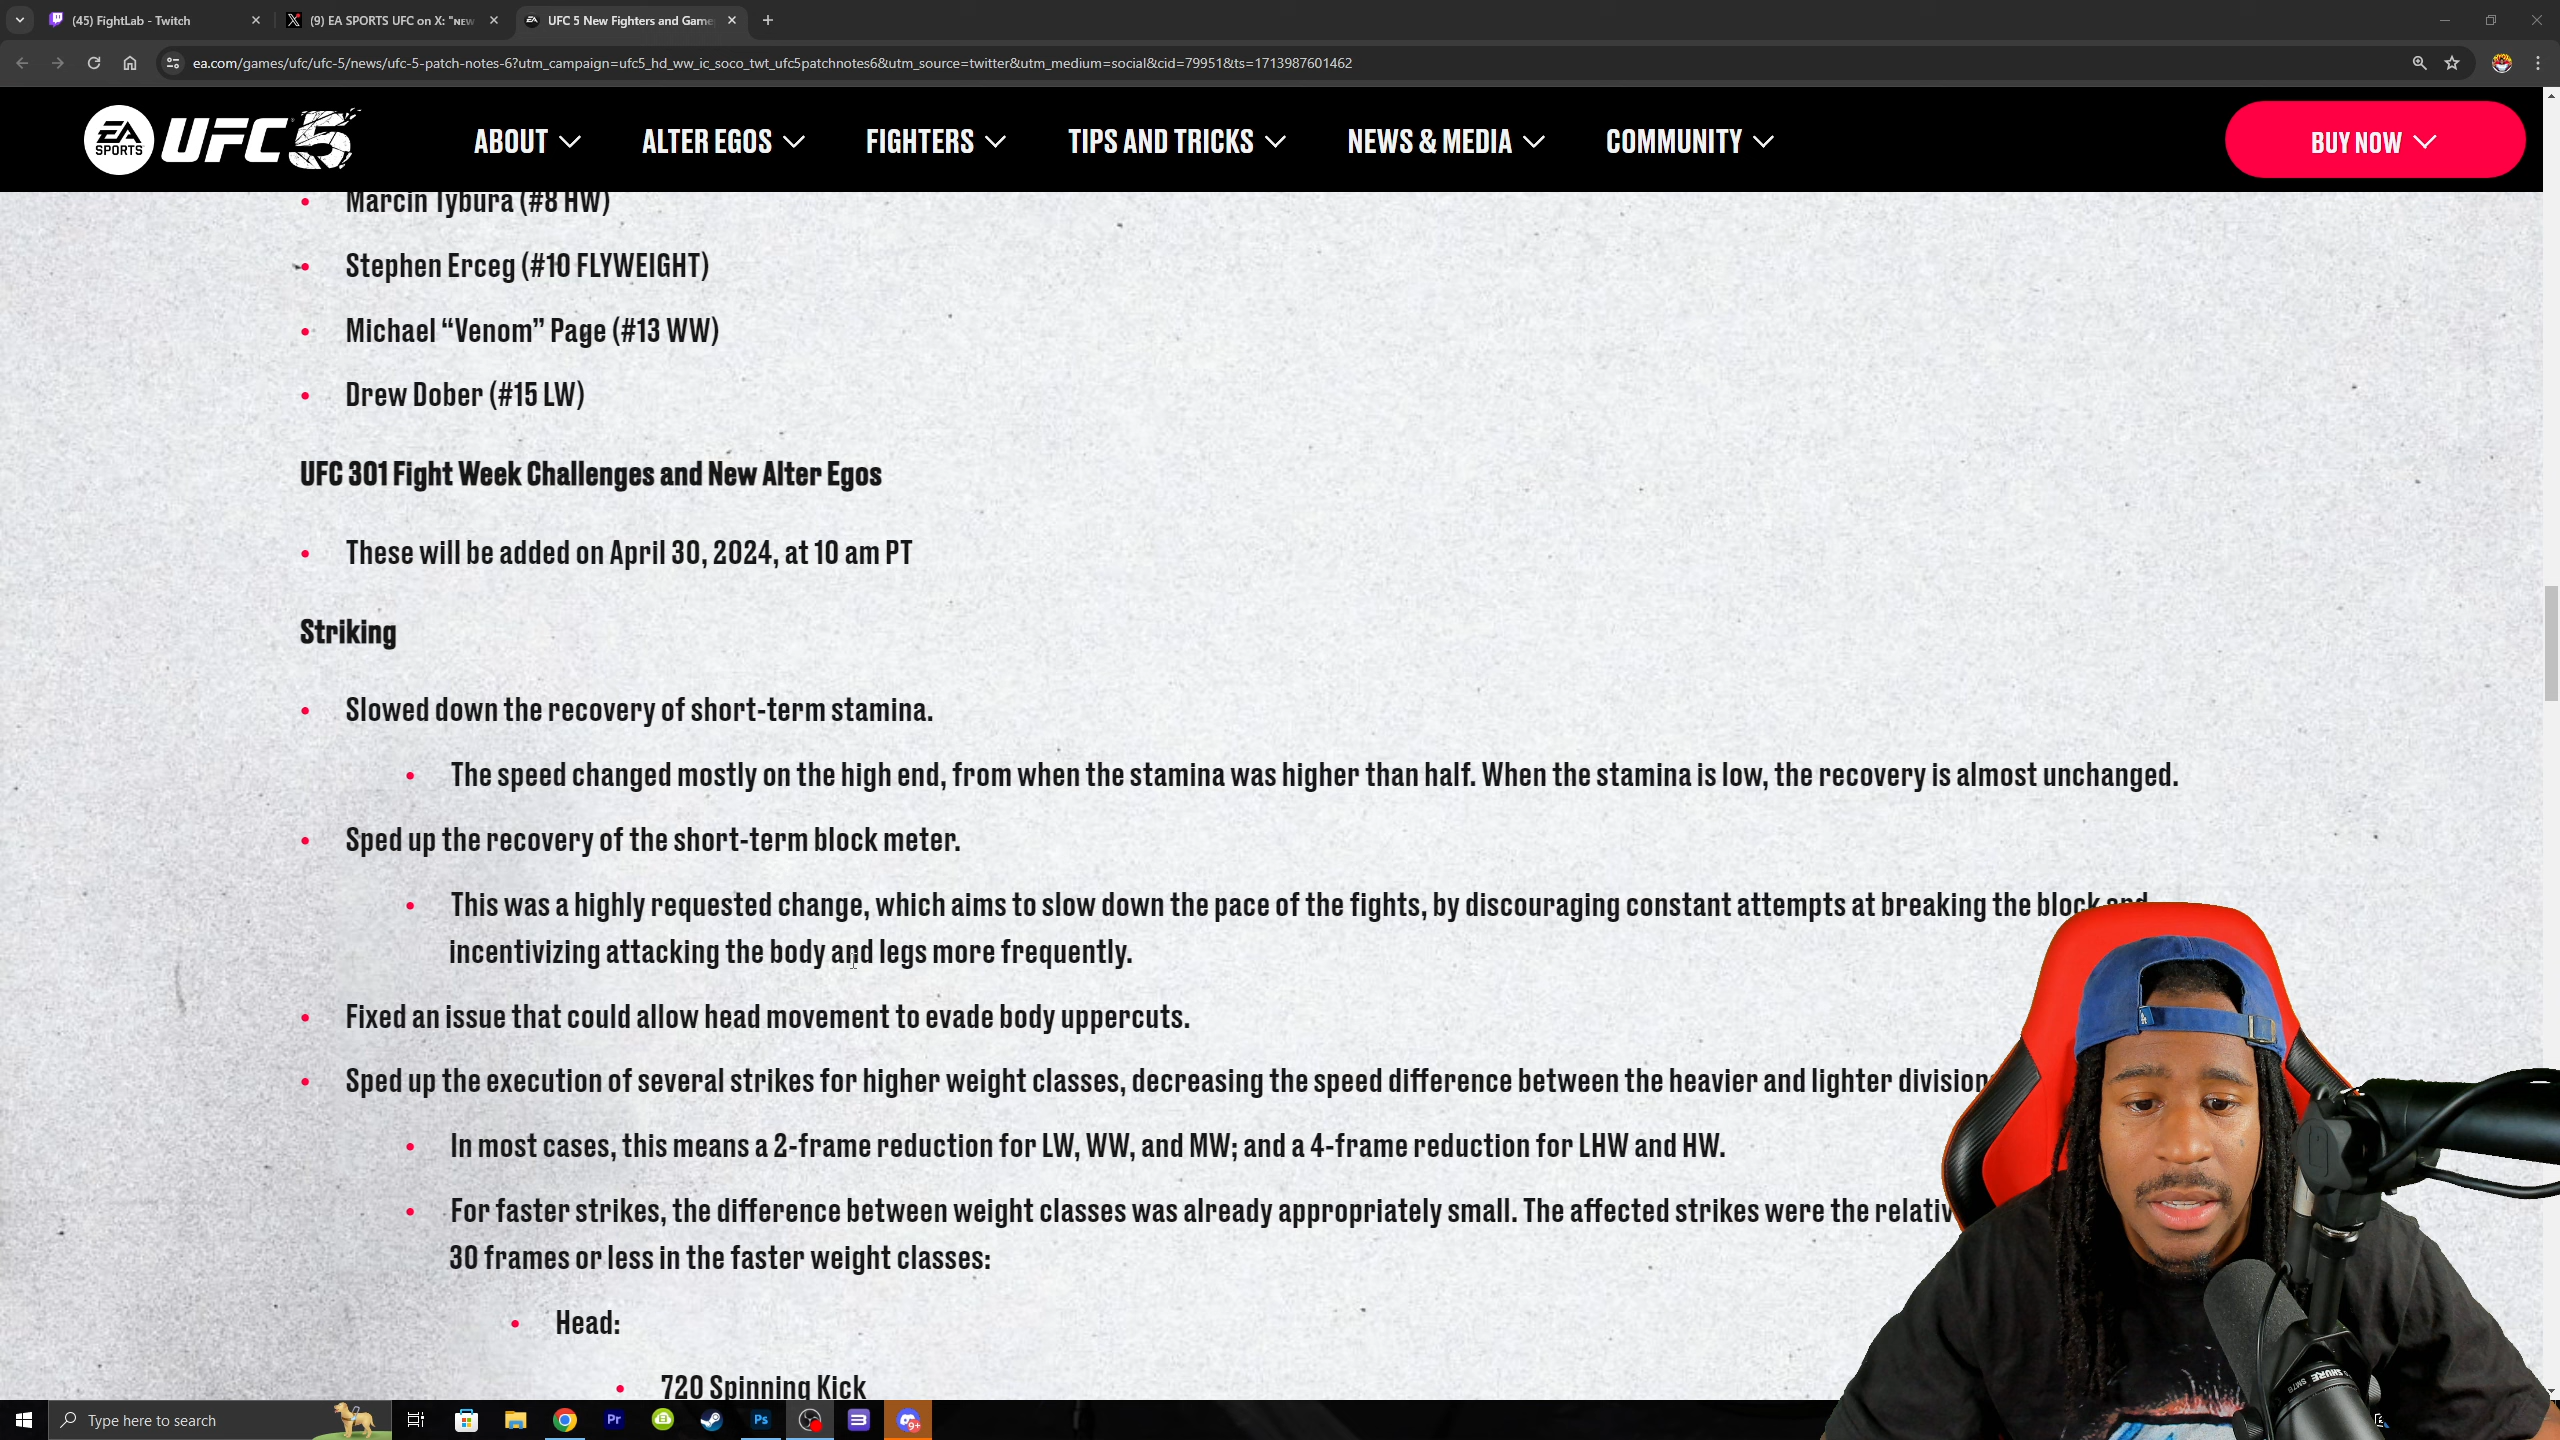 (45) FightLab - Twitch
(9) EA SPORTS UFC on X: "NEW
UFC 5 New Fighters and Game
ea.com/games/ufc/ufc-5/news/ufc-5-patch-notes-6?utm_campaign=ufc5_hd_ww_ic_soco_twt_ufc5patchnotes6&utm_source=twitter&utm_medium=social&cid=79951&ts=1713987601462
EA SPORTS UFC 5
ABOUT
ALTER EGOS
FIGHTERS
TIPS AND TRICKS
NEWS & MEDIA
COMMUNITY
BUY NOW
Marcin Tybura (#8 HW)
Stephen Erceg (#10 FLYWEIGHT)
Michael “Venom” Page (#13 WW)
Drew Dober (#15 LW)
UFC 301 Fight Week Challenges and New Alter Egos
These will be added on April 30, 2024, at 10 am PT
Striking
Slowed down the recovery of short-term stamina.
The speed changed mostly on the high end, from when the stamina was higher than half. When the stamina is low, the recovery is almost unchanged.
Sped up the recovery of the short-term block meter.
This was a highly requested change, which aims to slow down the pace of the fights, by discouraging constant attempts at breaking the block and
incentivizing attacking the body and legs more frequently.
Fixed an issue that could allow head movement to evade body uppercuts.
Sped up the execution of several strikes for higher weight classes, decreasing the speed difference between the heavier and lighter division
In most cases, this means a 2-frame reduction for LW, WW, and MW; and a 4-frame reduction for LHW and HW.
For faster strikes, the difference between weight classes was already appropriately small. The affected strikes were the relativ
30 frames or less in the faster weight classes:
Head:
720 Spinning Kick
Type here to search
Pr
Ps
9+
SHURE